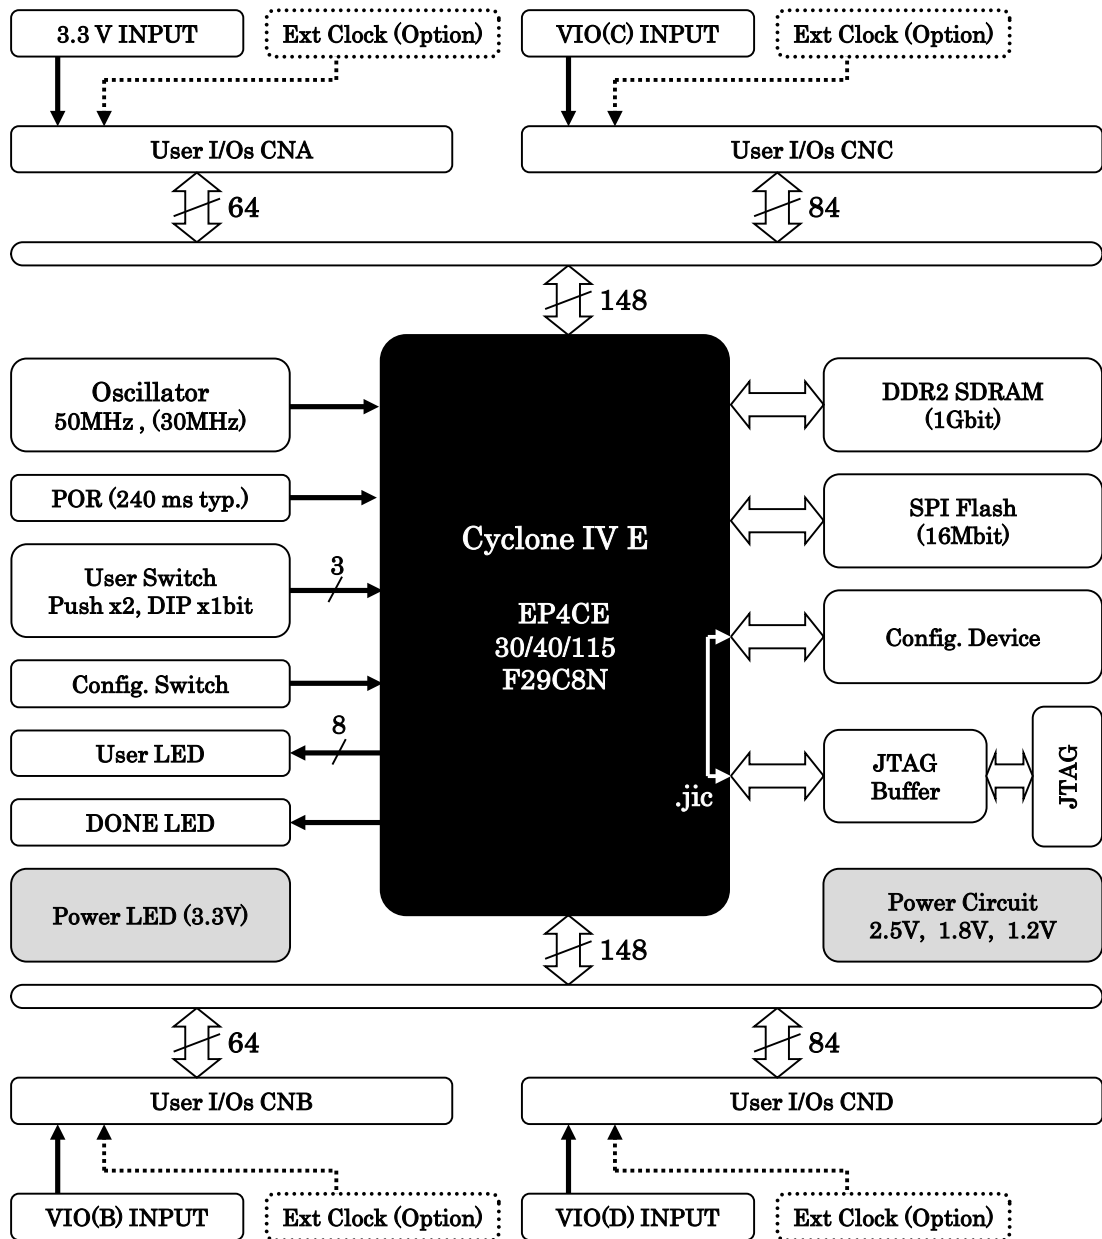 3.3 V INPUT
Ext Clock (Option)
VIO(C) INPUT
Ext Clock (Option)
User I/Os CNA
User I/Os CNC
64
84
148
Oscillator
50MHz , (30MHz)
POR (240 ms typ.)
User Switch
Push x2, DIP x1bit
3
Config. Switch
User LED
8
DONE LED
Power LED (3.3V)
Cyclone IV E
EP4CE
30/40/115
F29C8N
.jic
DDR2 SDRAM
(1Gbit)
SPI Flash
(16Mbit)
Config. Device
JTAG
Buffer
JTAG
Power Circuit
2.5V, 1.8V, 1.2V
148
64
84
User I/Os CNB
User I/Os CND
VIO(B) INPUT
Ext Clock (Option)
VIO(D) INPUT
Ext Clock (Option)